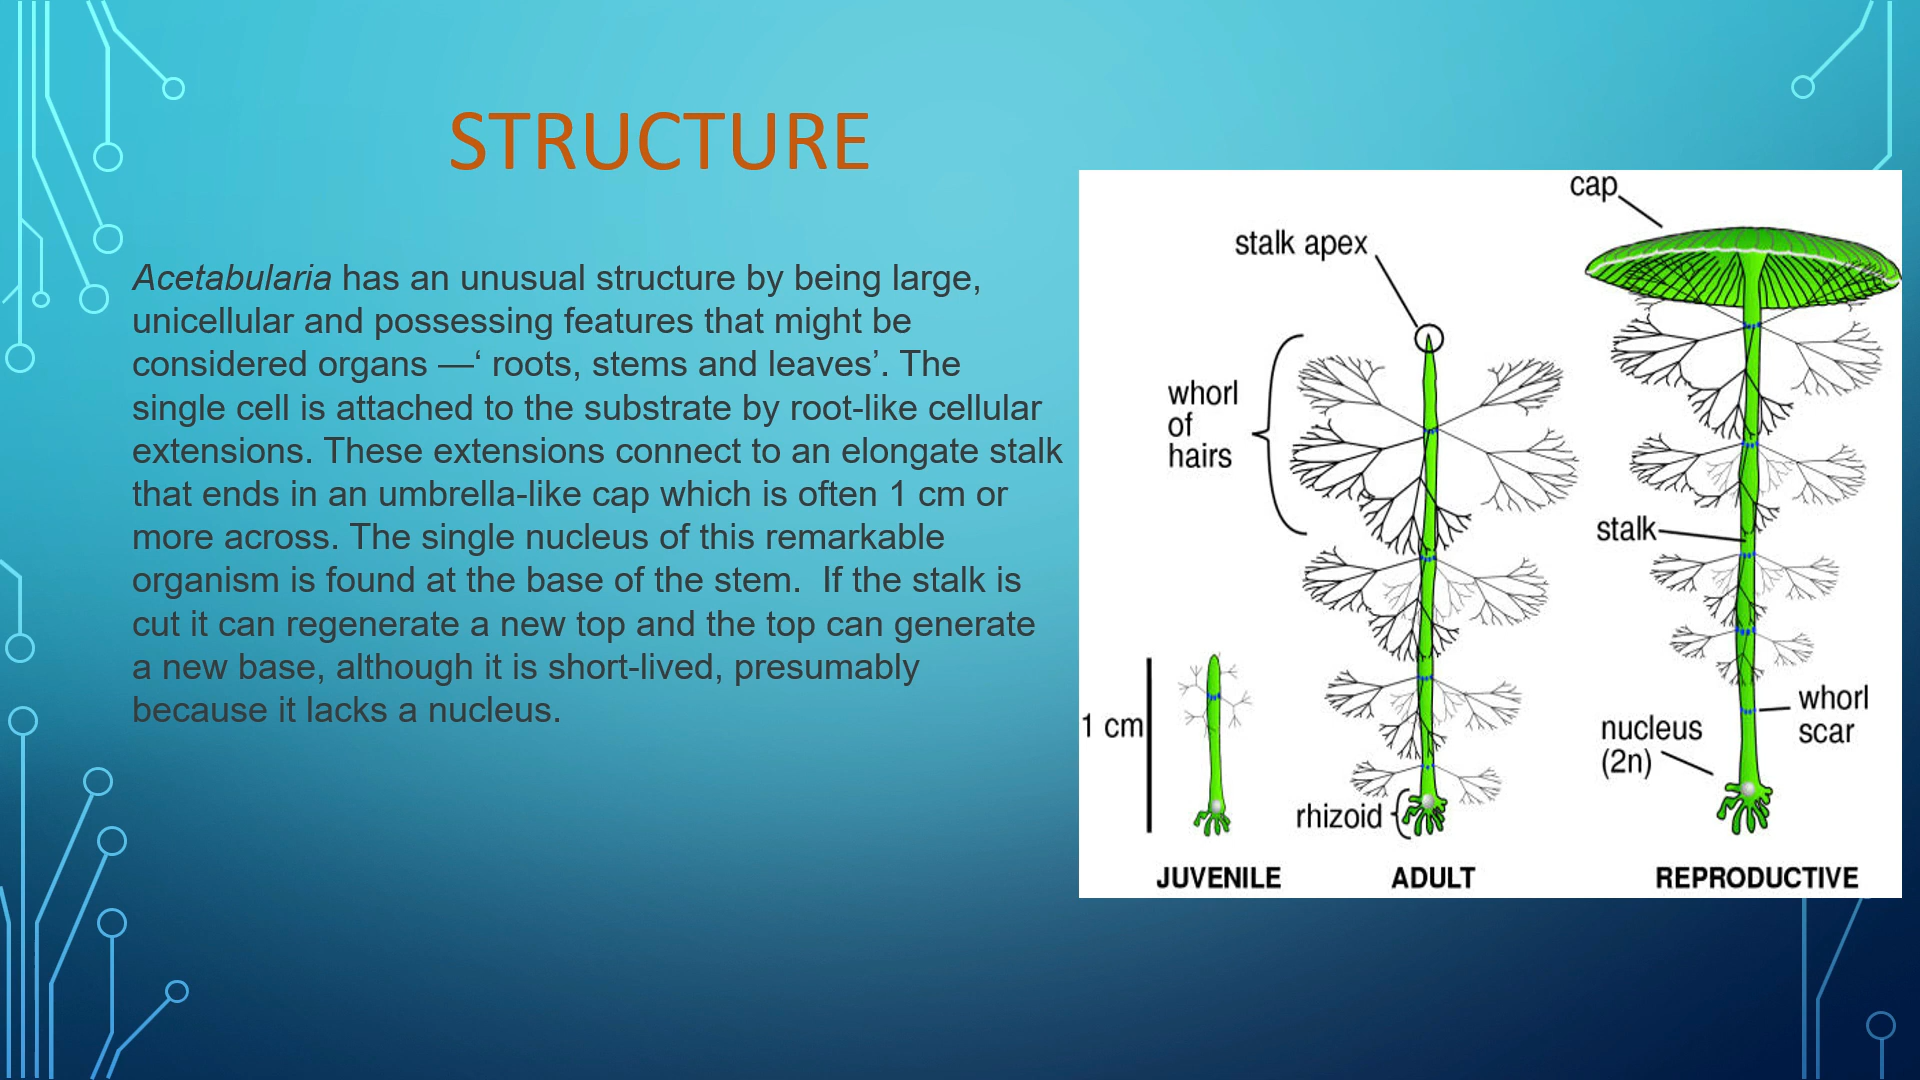 STRUCTURE
Acetabularia has an unusual structure by being large,
unicellular and possessing features that might be
considered organs —‘ roots, stems and leaves’. The
single cell is attached to the substrate by root-like cellular
extensions. These extensions connect to an elongate stalk
that ends in an umbrella-like cap which is often 1 cm or
more across. The single nucleus of this remarkable
organism is found at the base of the stem.  If the stalk is
cut it can regenerate a new top and the top can generate
a new base, although it is short-lived, presumably
because it lacks a nucleus.
cap
stalk apex
whorl
of
hairs
stalk
1 cm
whorl
scar
nucleus
(2n)
rhizoid
JUVENILE
ADULT
REPRODUCTIVE